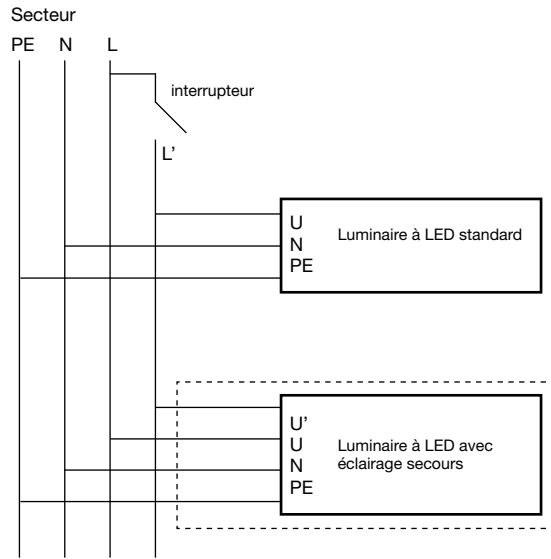 Secteur
PE N L
interrupteur
L’
U
N
PE
Luminaire à LED standard
U'
U
N
PE
Luminaire à LED avec
éclairage secours